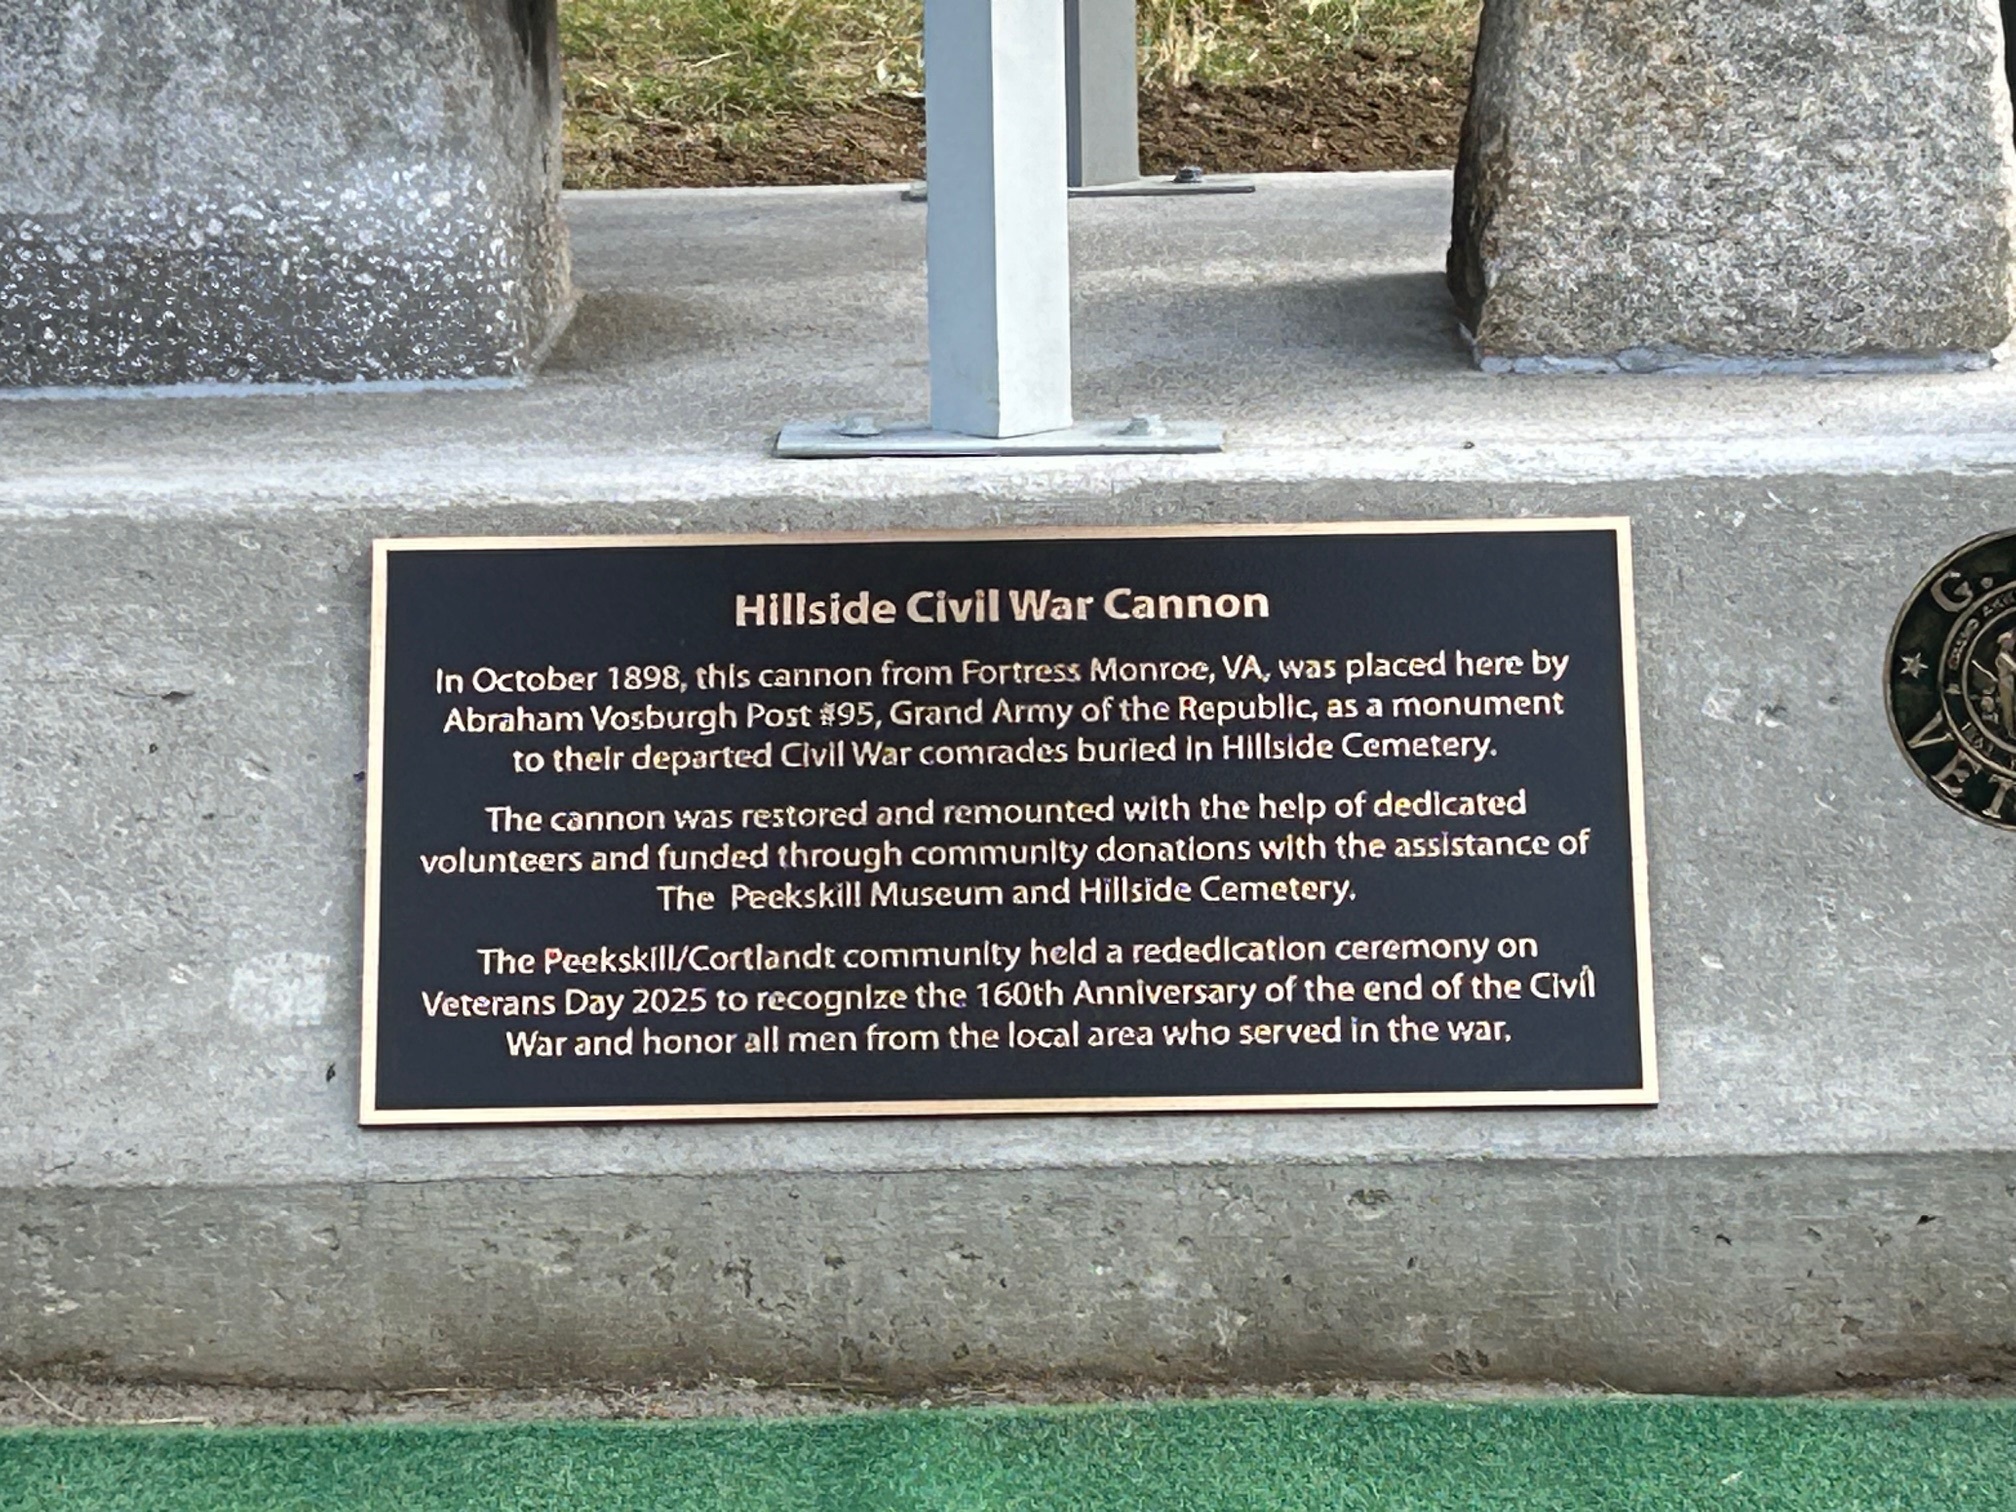 Hillside Civil War Cannon
In October 1898, this cannon from Fortress Monroe, VA, was placed here by
Abraham Vosburgh Post #95, Grand Army of the Republic, as a monument
to their departed Civil War comrades buried in Hillside Cemetery.
The cannon was restored and remounted with the help of dedicated
volunteers and funded through community donations with the assistance of
The Peekskill Museum and Hillside Cemetery.
The Peekskill/Cortlandt community held a rededication ceremony on
Veterans Day 2025 to recognize the 160th Anniversary of the end of the Civil
War and honor all men from the local area who served in the war.
G.
VET